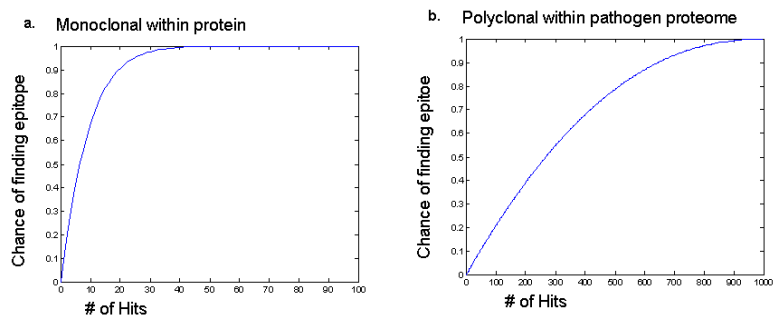 a. Monoclonal within protein
Chance of finding epitope
1
0.9
0.8
0.7
0.6
0.5
0.4
0.3
0.2
0.1
0
0 10 20 30 40 50 60 70 80 90 100
# of Hits
b. Polyclonal within pathogen proteome
Chance of finding epitoe
1
0.9
0.8
0.7
0.6
0.5
0.4
0.3
0.2
0.1
0
0 100 200 300 400 500 600 700 800 900 1000
# of Hits